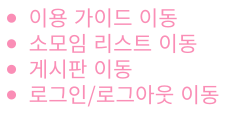 • 이용 가이드 이동
• 소모임 리스트 이동
• 게시판 이동
• 로그인/로그아웃 이동